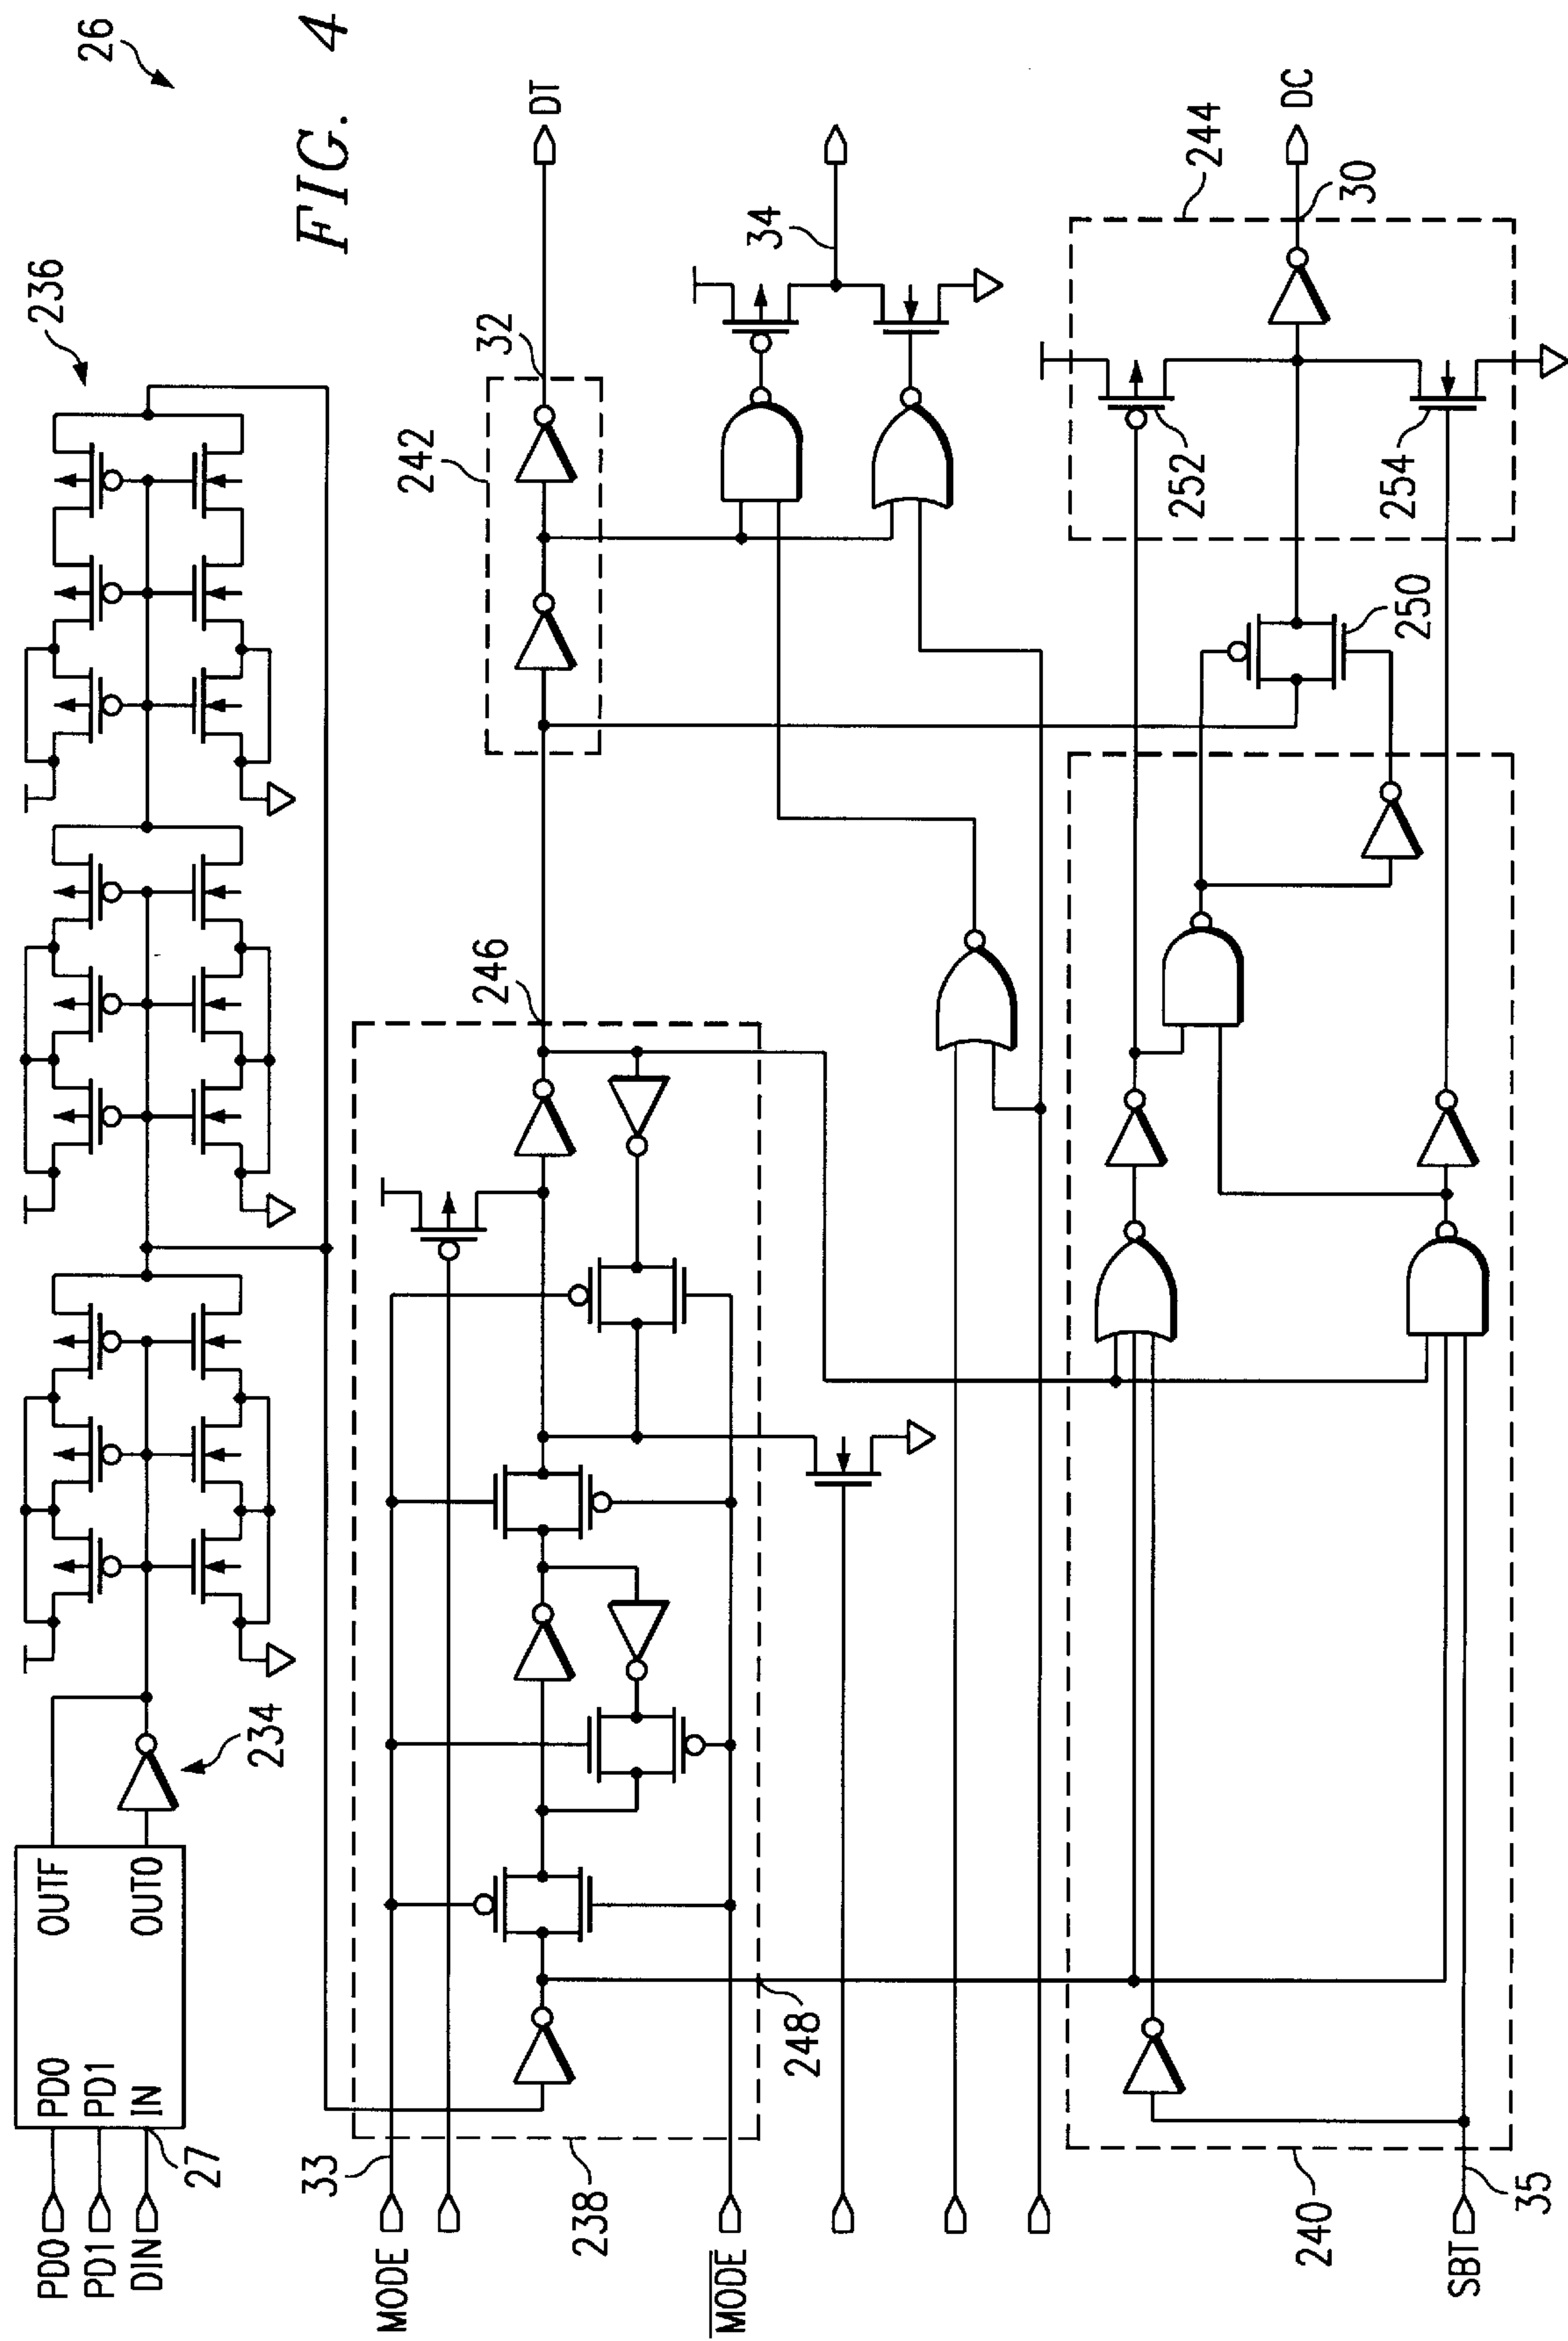 26
FIG. 4
236
PD0
PD1
DIN
PD0
PD1
IN
OUTF
OUT0
27
234
33
MODE
238
MODE
248
246
242
32
DT
34
240
SBT
35
250
252
254
244
30
DC